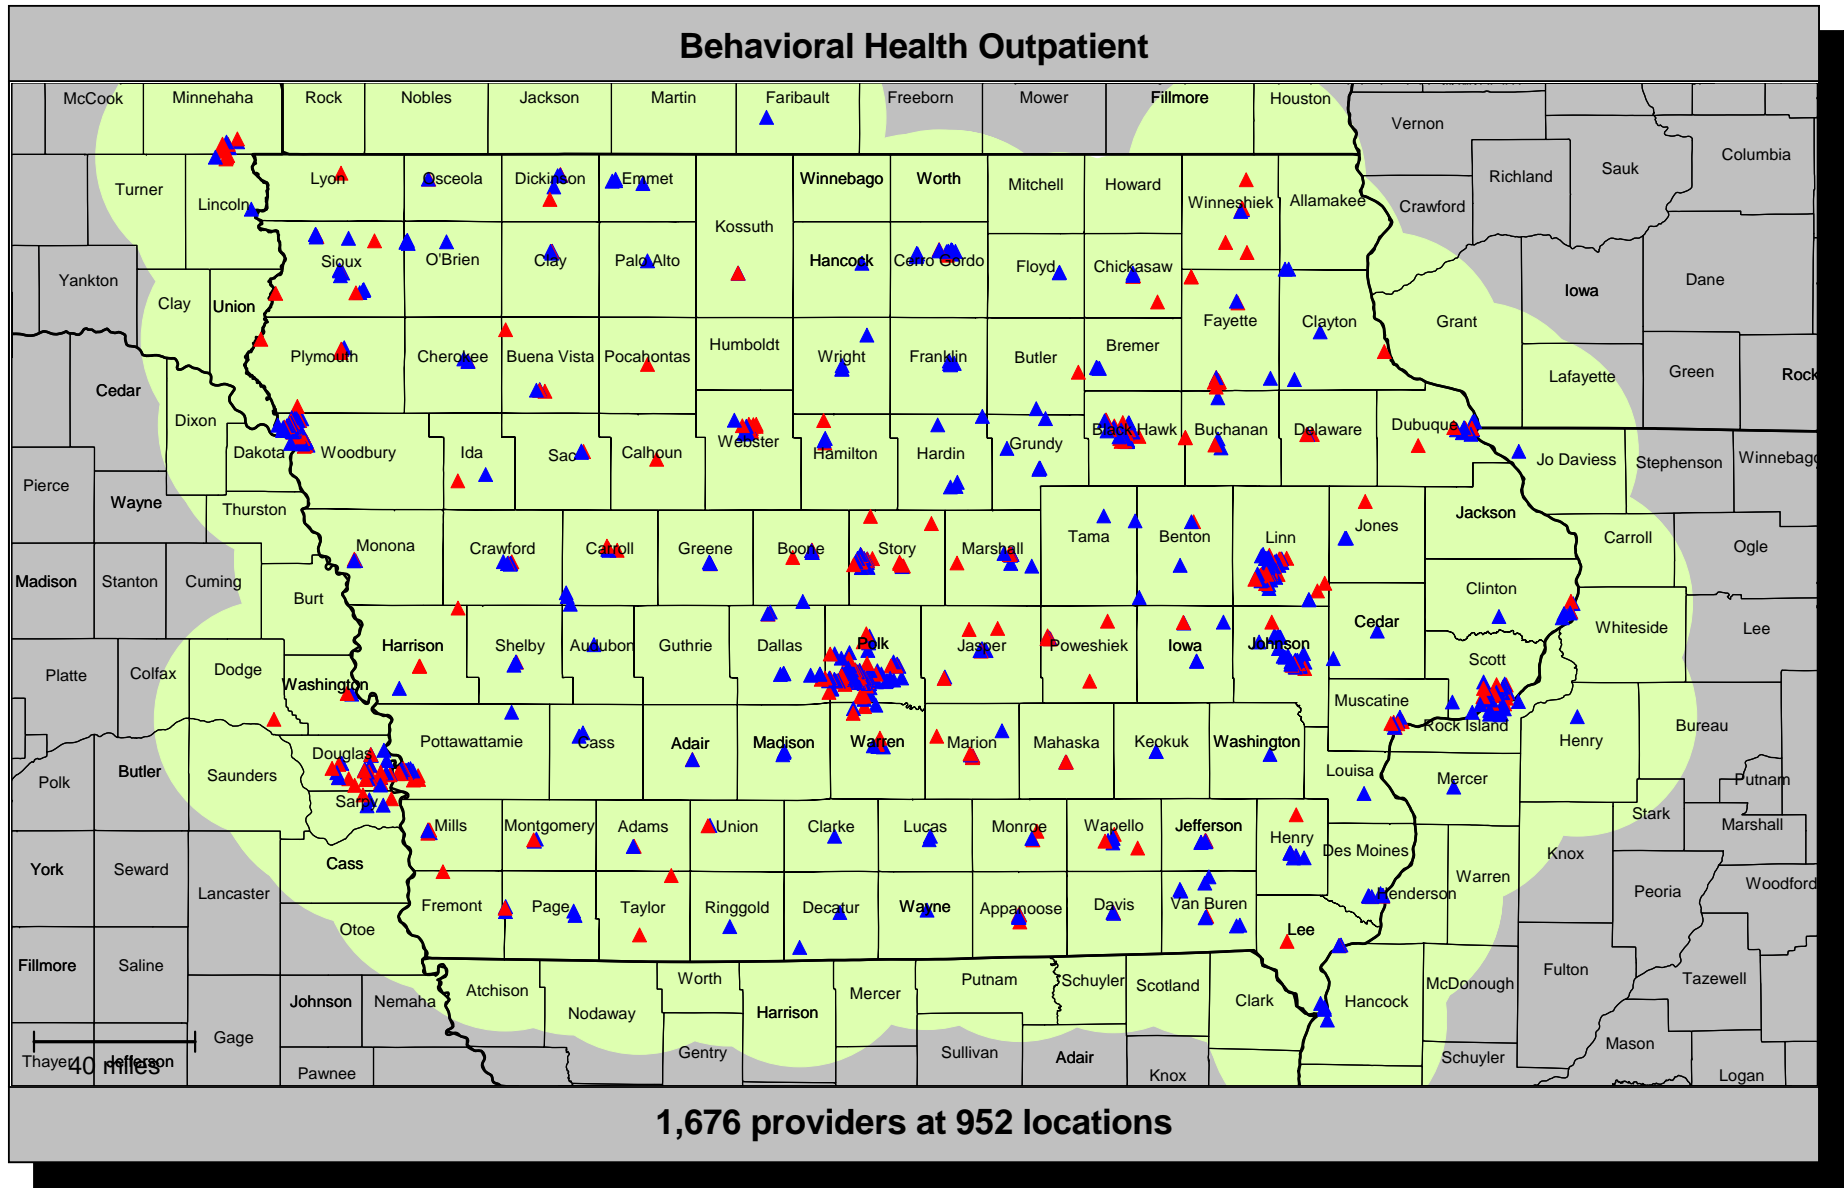 Behavioral Health Outpatient
McCook
Minnehaha
Rock
Nobles
Jackson
Martin
Faribault
Freeborn
Mower
Fillmore
Houston
Vernon
Columbia
Sauk
Richland
Crawford
Turner
Lincoln
Lyon
Osceola
Dickinson
Emmet
Kossuth
Winnebago
Worth
Mitchell
Howard
Winneshiek
Allamakee
Yankton
Clay
Union
Sioux
O'Brien
Clay
Palo Alto
Hancock
Cerro Gordo
Floyd
Chickasaw
Fayette
Clayton
Grant
Iowa
Dane
Cedar
Dixon
Plymouth
Cherokee
Buena Vista
Pocahontas
Humboldt
Wright
Franklin
Butler
Bremer
Lafayette
Green
Rock
Dakota
Woodbury
Ida
Sac
Calhoun
Webster
Hamilton
Hardin
Grundy
Black Hawk
Buchanan
Delaware
Dubuque
Jo Daviess
Stephenson
Winnebago
Pierce
Wayne
Thurston
Monona
Crawford
Carroll
Greene
Boone
Story
Marshall
Tama
Benton
Linn
Jones
Jackson
Carroll
Ogle
Madison
Stanton
Cuming
Burt
Clinton
Whiteside
Lee
Harrison
Shelby
Audubon
Guthrie
Dallas
Polk
Jasper
Poweshiek
Iowa
Johnson
Cedar
Scott
Platte
Colfax
Dodge
Washington
Muscatine
Rock Island
Henry
Bureau
Pottawattamie
Cass
Adair
Madison
Warren
Marion
Mahaska
Keokuk
Washington
Louisa
Mercer
Polk
Butler
Saunders
Douglas
Sarpy
Putnam
Stark
Marshall
Mills
Montgomery
Adams
Union
Clarke
Lucas
Monroe
Wapello
Jefferson
Henry
Des Moines
Knox
York
Seward
Lancaster
Cass
Otoe
Fremont
Page
Taylor
Ringgold
Decatur
Wayne
Appanoose
Davis
Van Buren
Lee
Henderson
Warren
Peoria
Woodford
Fillmore
Saline
Johnson
Nemaha
Atchison
Nodaway
Worth
Harrison
Mercer
Putnam
Schuyler
Scotland
Clark
Hancock
McDonough
Fulton
Tazewell
Gage
Thayer
Jefferson
40 miles
Pawnee
Gentry
Sullivan
Adair
Knox
Schuyler
Mason
Logan
1,676 providers at 952 locations